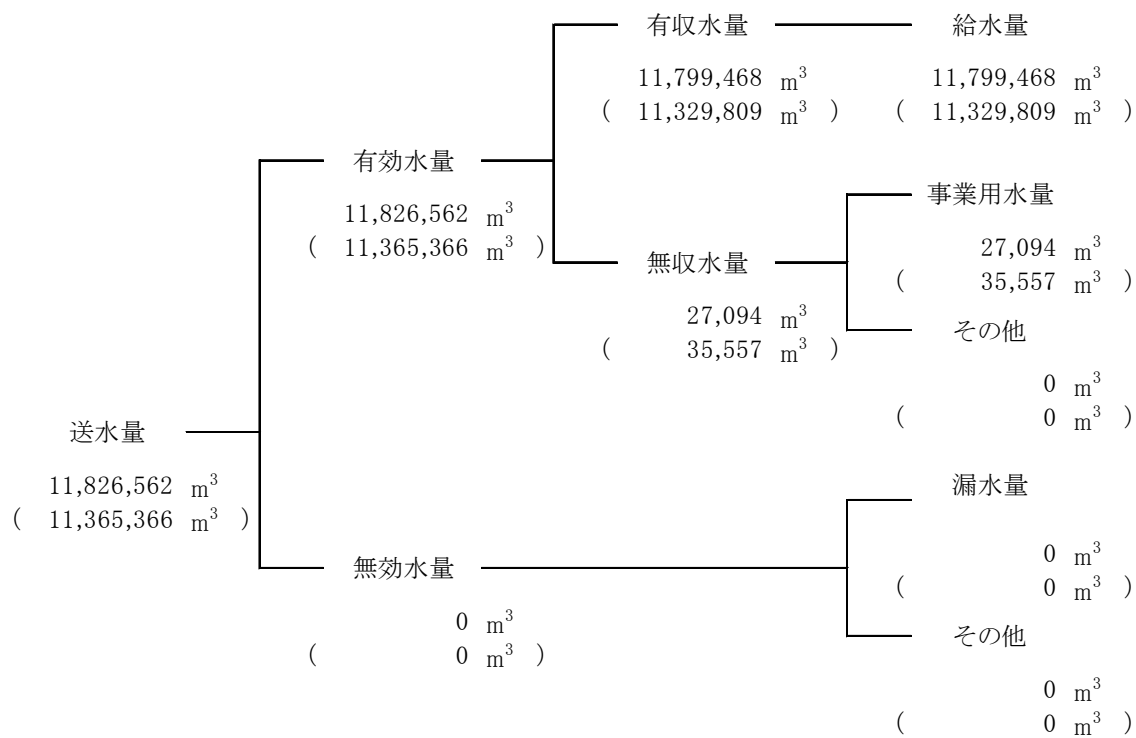 有収水量
11,799,468 m³
( 11,329,809 m³ )
給水量
11,799,468 m³
( 11,329,809 m³ )
有効水量
11,826,562 m³
( 11,365,366 m³ )
事業用水量
27,094 m³
( 35,557 m³ )
無収水量
27,094 m³
( 35,557 m³ )
その他
0 m³
( 0 m³ )
送水量
11,826,562 m³
( 11,365,366 m³ )
漏水量
0 m³
( 0 m³ )
無効水量
0 m³
( 0 m³ )
その他
0 m³
( 0 m³ )